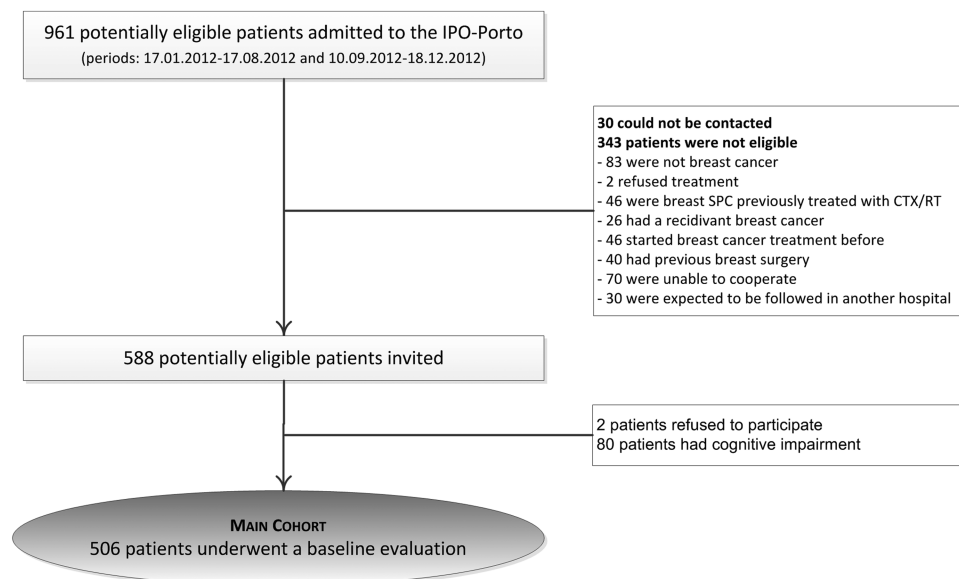 961 potentially eligible patients admitted to the IPO-Porto
(periods: 17.01.2012-17.08.2012 and 10.09.2012-18.12.2012)
30 could not be contacted
343 patients were not eligible
- 83 were not breast cancer
- 2 refused treatment
- 46 were breast SPC previously treated with CTX/RT
- 26 had a recidivant breast cancer
- 46 started breast cancer treatment before
- 40 had previous breast surgery
- 70 were unable to cooperate
- 30 were expected to be followed in another hospital
588 potentially eligible patients invited
2 patients refused to participate
80 patients had cognitive impairment
MAIN COHORT
506 patients underwent a baseline evaluation